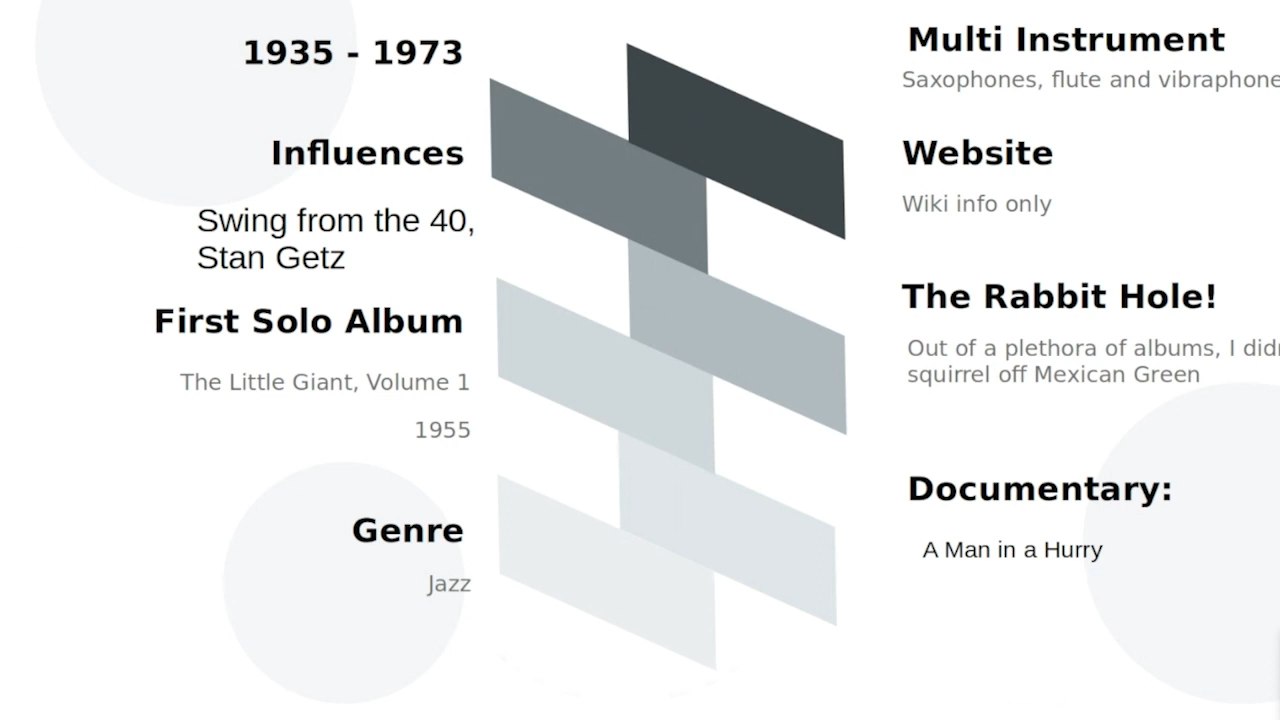 1935 - 1973
Influences
Swing from the 40,
Stan Getz
First Solo Album
The Little Giant, Volume 1
1955
Genre
Jazz
Multi Instrument
Saxophones, flute and vibraphone
Website
Wiki info only
The Rabbit Hole!
Out of a plethora of albums, I
squirrel off Mexican Green
Documentary:
A Man in a Hurry